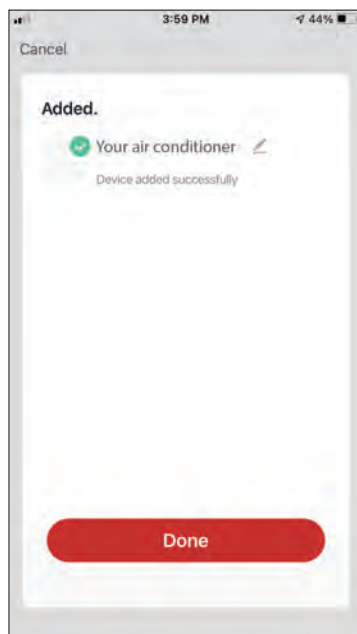 3:59 PM
44%
Cancel
Added.
Your air conditioner
Device added successfully
Done